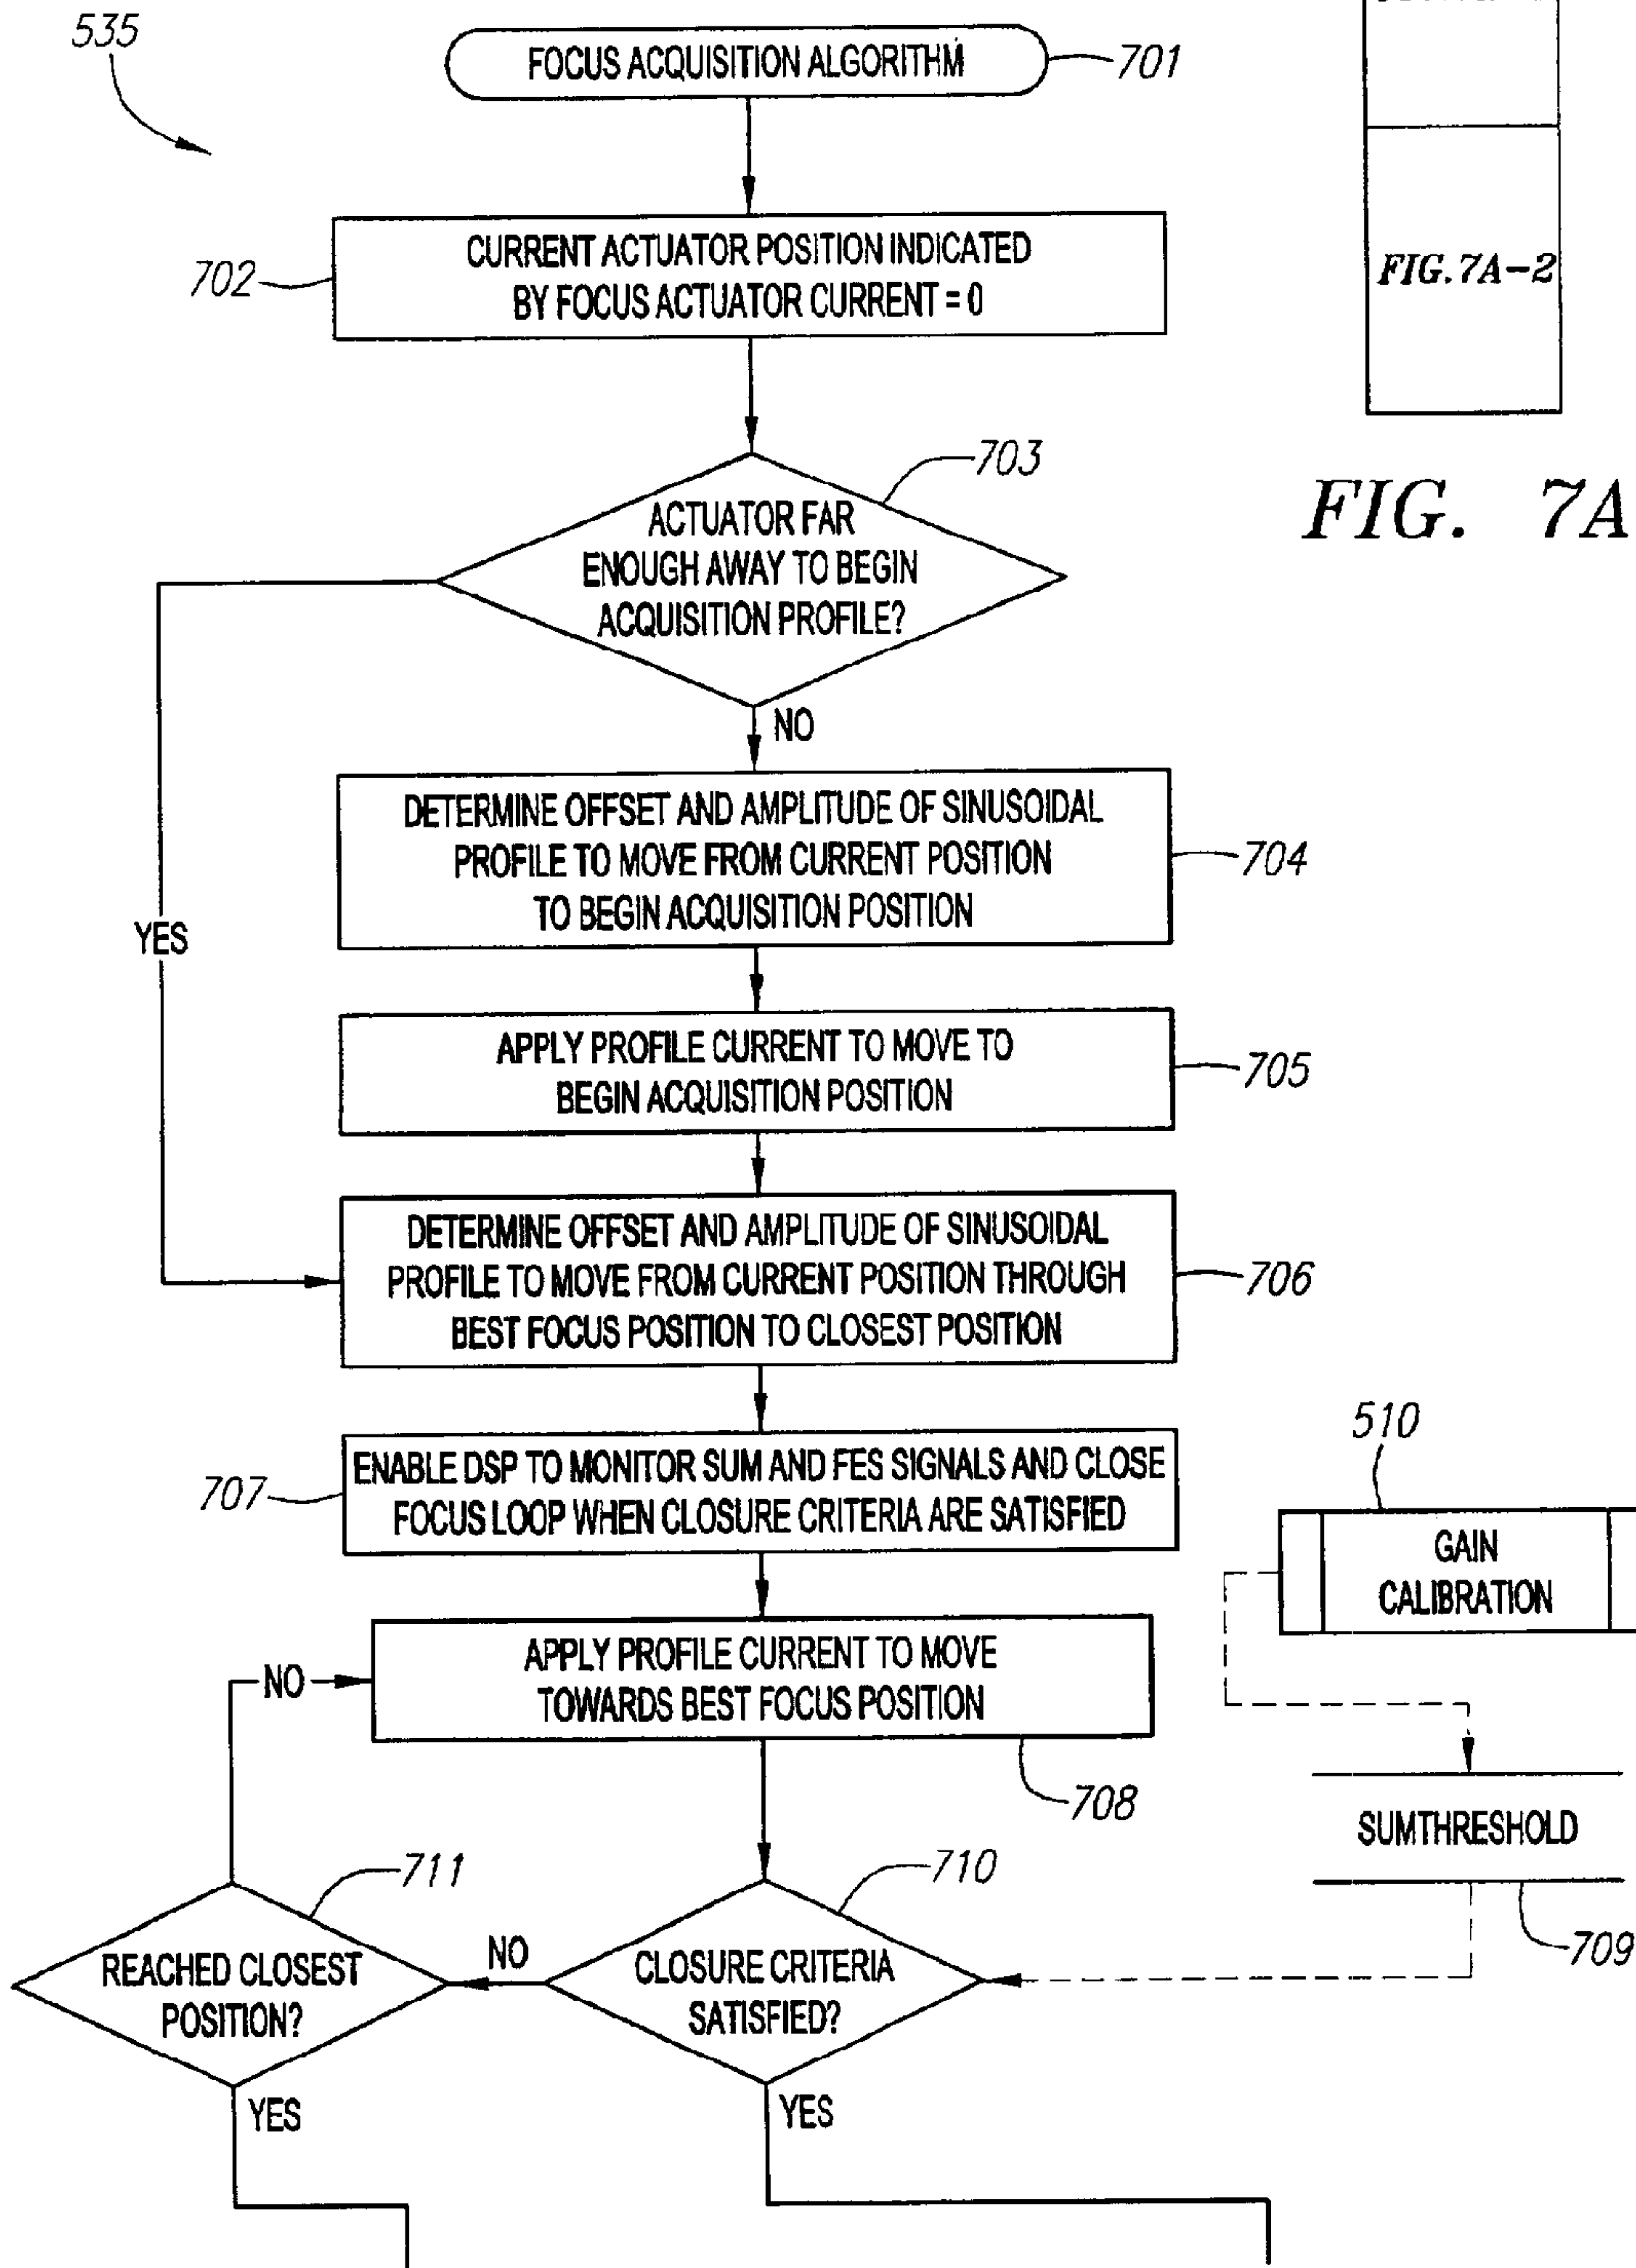 535
FOCUS ACQUISITION ALGORITHM
701
702
CURRENT ACTUATOR POSITION INDICATED
BY FOCUS ACTUATOR CURRENT = 0
FIG. 7A-2
FIG. 7A
703
ACTUATOR FAR
ENOUGH AWAY TO BEGIN
ACQUISITION PROFILE?
NO
YES
DETERMINE OFFSET AND AMPLITUDE OF SINUSOIDAL
PROFILE TO MOVE FROM CURRENT POSITION
TO BEGIN ACQUISITION POSITION
704
APPLY PROFILE CURRENT TO MOVE TO
BEGIN ACQUISITION POSITION
705
DETERMINE OFFSET AND AMPLITUDE OF SINUSOIDAL
PROFILE TO MOVE FROM CURRENT POSITION THROUGH
BEST FOCUS POSITION TO CLOSEST POSITION
706
707
ENABLE DSP TO MONITOR SUM AND FES SIGNALS AND CLOSE
FOCUS LOOP WHEN CLOSURE CRITERIA ARE SATISFIED
510
GAIN
CALIBRATION
NO
APPLY PROFILE CURRENT TO MOVE
TOWARDS BEST FOCUS POSITION
708
SUMTHRESHOLD
709
711
REACHED CLOSEST
POSITION?
NO
710
CLOSURE CRITERIA
SATISFIED?
YES
YES